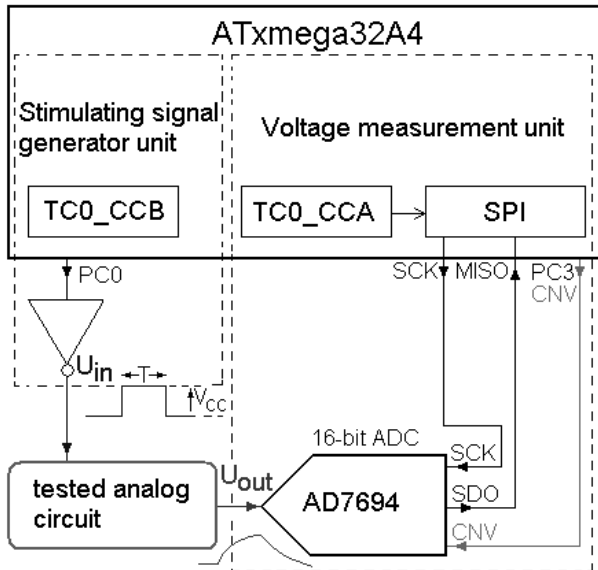 ATxmega32A4
Stimulating signal
generator unit
Voltage measurement unit
TC0_CCB
TC0_CCA
SPI
PC0
SCK
MISO
PC3
CNV
Uin
T
Vcc
16-bit ADC
SCK
tested analog
circuit
Uout
AD7694
SDO
CNV